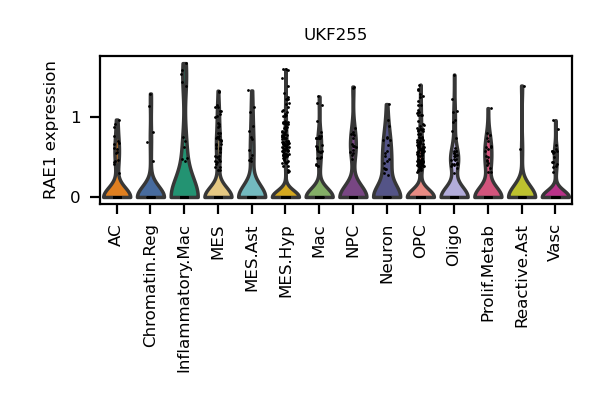 UKF255
RAE1 expression
1
0
AC
Chromatin.Reg
Inflammatory.Mac
MES
MES.Ast
MES.Hyp
Mac
NPC
Neuron
OPC
Oligo
Prolif.Metab
Reactive.Ast
Vasc